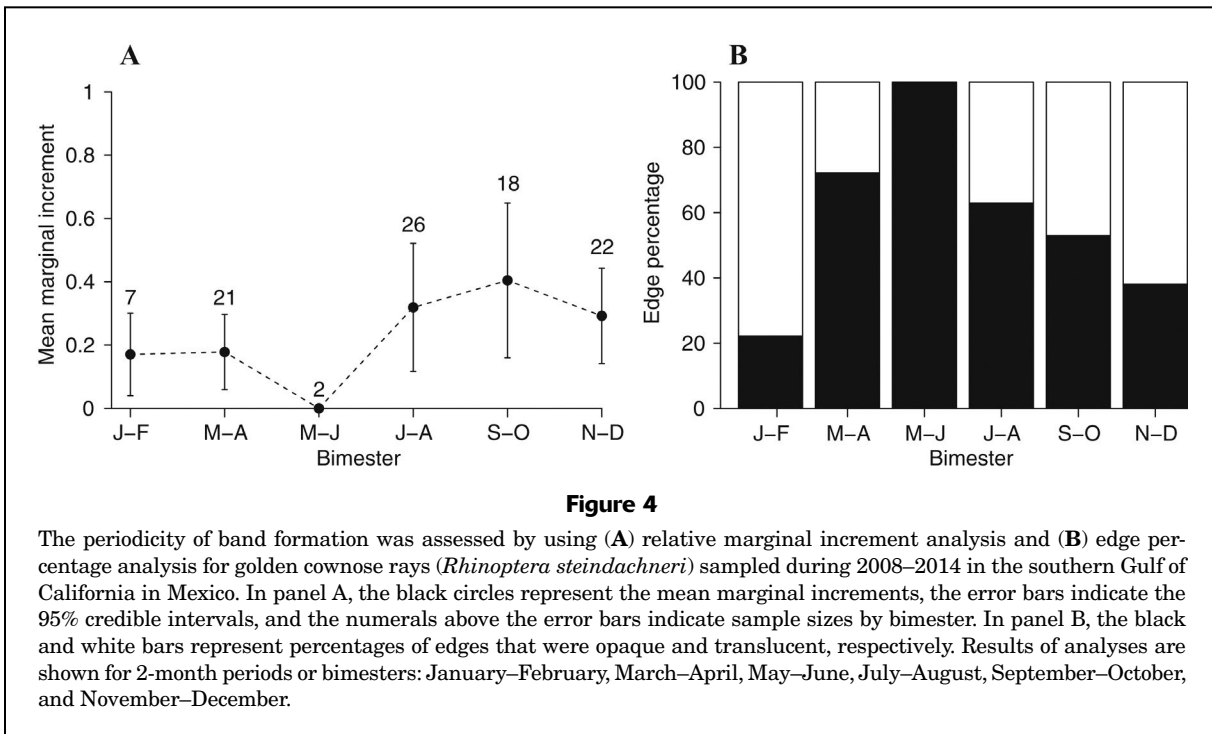 A
Mean marginal increment
1
0.8
0.6
0.4
0.2
0
7
21
2
26
18
22
J–F M–A M–J J–A S–O N–D
Bimester
B
Edge percentage
100
80
60
40
20
0
J–F M–A M–J J–A S–O N–D
Bimester
Figure 4
The periodicity of band formation was assessed by using (A) relative marginal increment analysis and (B) edge per-
centage analysis for golden cownose rays (Rhinoptera steindachneri) sampled during 2008–2014 in the southern Gulf of
California in Mexico. In panel A, the black circles represent the mean marginal increments, the error bars indicate the
95% credible intervals, and the numerals above the error bars indicate sample sizes by bimester. In panel B, the black
and white bars represent percentages of edges that were opaque and translucent, respectively. Results of analyses are
shown for 2-month periods or bimesters: January–February, March–April, May–June, July–August, September–October,
and November–December.